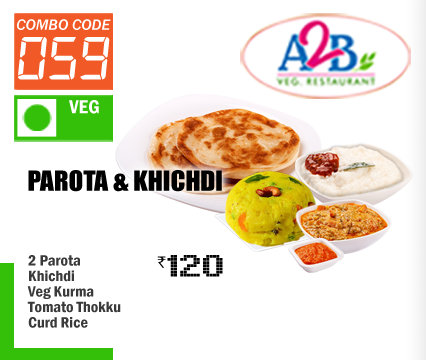 COMBO CODE
059
VEG
A2B
VEG. RESTAURANT
PAROTA & KHICHDI
2 Parota
Khichdi
Veg Kurma
Tomato Thokku
Curd Rice
₹120